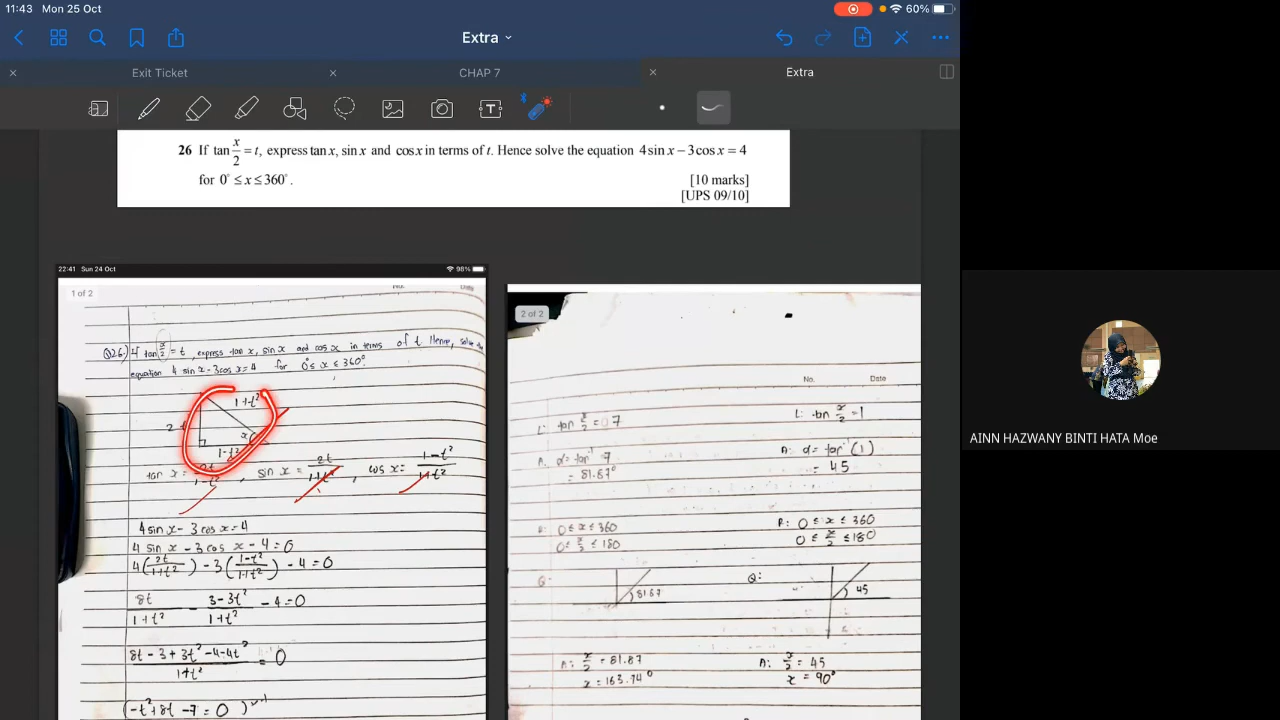 11:43 Mon 25 Oct
60%
Extra
Exit Ticket
CHAP 7
Extra
26 If tan x/2 = t, express tan x, sin x and cos x in terms of t. Hence solve the equation 4 sin x − 3 cos x = 4
for 0° ≤ x ≤ 360°.
[10 marks]
[UPS 09/10]
22:41 Sun 24 Oct
98%
1 of 2
No.
Date
Q26.) 4 tan x/2 = t, express tan x, sin x and cos x in terms of t. Hence, solve the
equation 4 sin x - 3 cos x = 4 for 0° ≤ x ≤ 360°
1+t²
2t
x
1-t²
tan x = 2t/1-t², sin x = 2t/1+t², cos x = 1-t²/1+t²
4 sin x - 3 cos x = 4
4 sin x - 3 cos x - 4 = 0
4(2t/1+t²) - 3(1-t²/1+t²) - 4 = 0
8t/1+t² - 3-3t²/1+t² - 4 = 0
8t - 3 + 3t² - 4 - 4t²/1+t² = 0
(-t² + 8t - 7 = 0)
2 of 2
No.
Date
L: tan x/2 = 7
A: α = tan⁻¹ 7
= 81.87°
0 ≤ x ≤ 360
0 ≤ x/2 ≤ 180
81.87
A: x/2 = 81.87
x = 163.74°
L: tan x/2 = 1
A: α = tan⁻¹ (1)
= 45
R: 0 ≤ x ≤ 360
0 ≤ x/2 ≤ 180
Q:
45
A: x/2 = 45
x = 90°
AINN HAZWANY BINTI HATA Moe